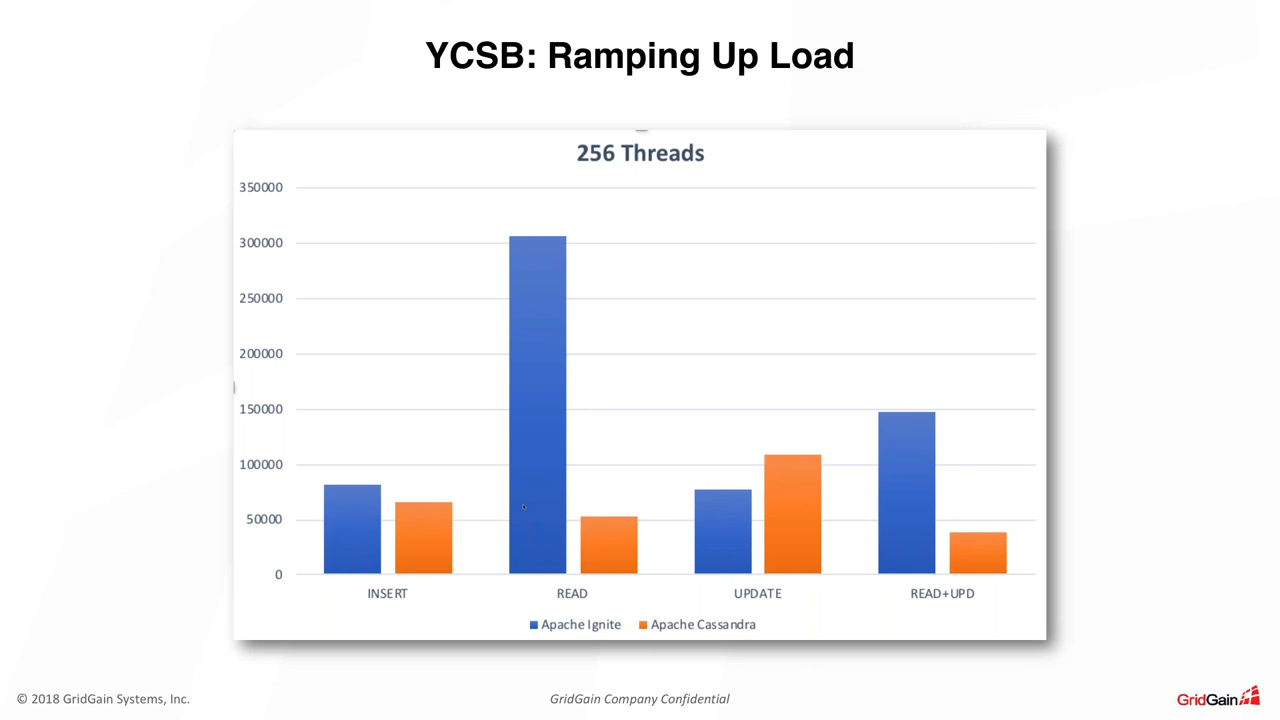 YCSB: Ramping Up Load
256 Threads
350000
300000
250000
200000
150000
100000
50000
0
INSERT READ UPDATE READ+UPD
Apache Ignite Apache Cassandra
© 2018 GridGain Systems, Inc. GridGain Company Confidential GridGain